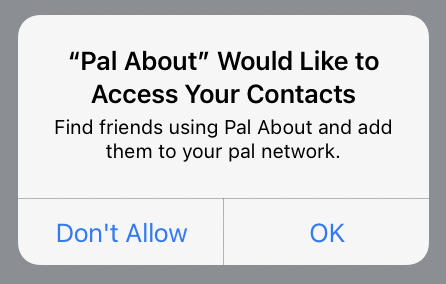 “Pal About” Would Like to
Access Your Contacts
Find friends using Pal About and add
them to your pal network.
Don't Allow
OK